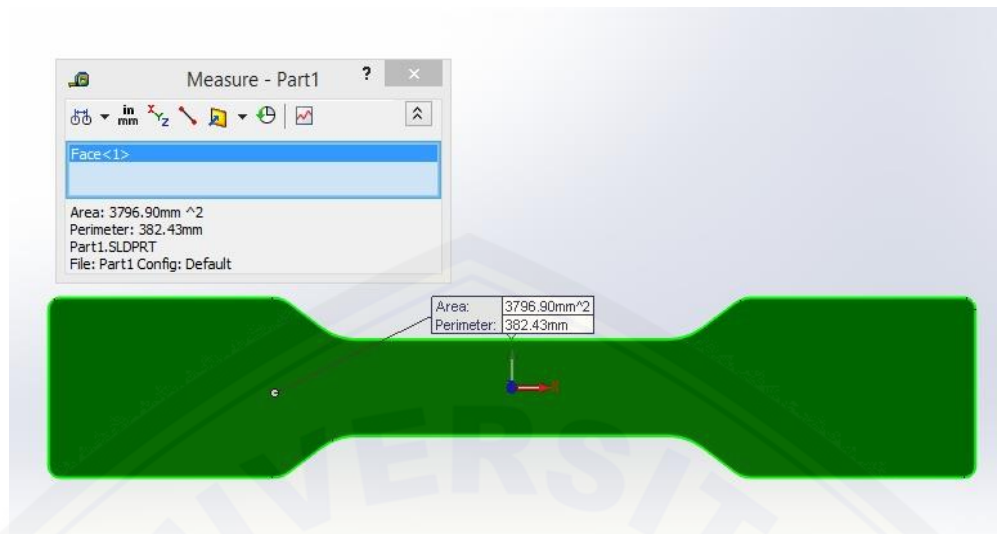 Measure - Part1 ? ×
in
mm
X Y Z
Face<1>
Area: 3796.90mm ^2
Perimeter: 382.43mm
Part1.SLDPRT
File: Part1 Config: Default
Area: 3796.90mm^2
Perimeter: 382.43mm
VERSIT